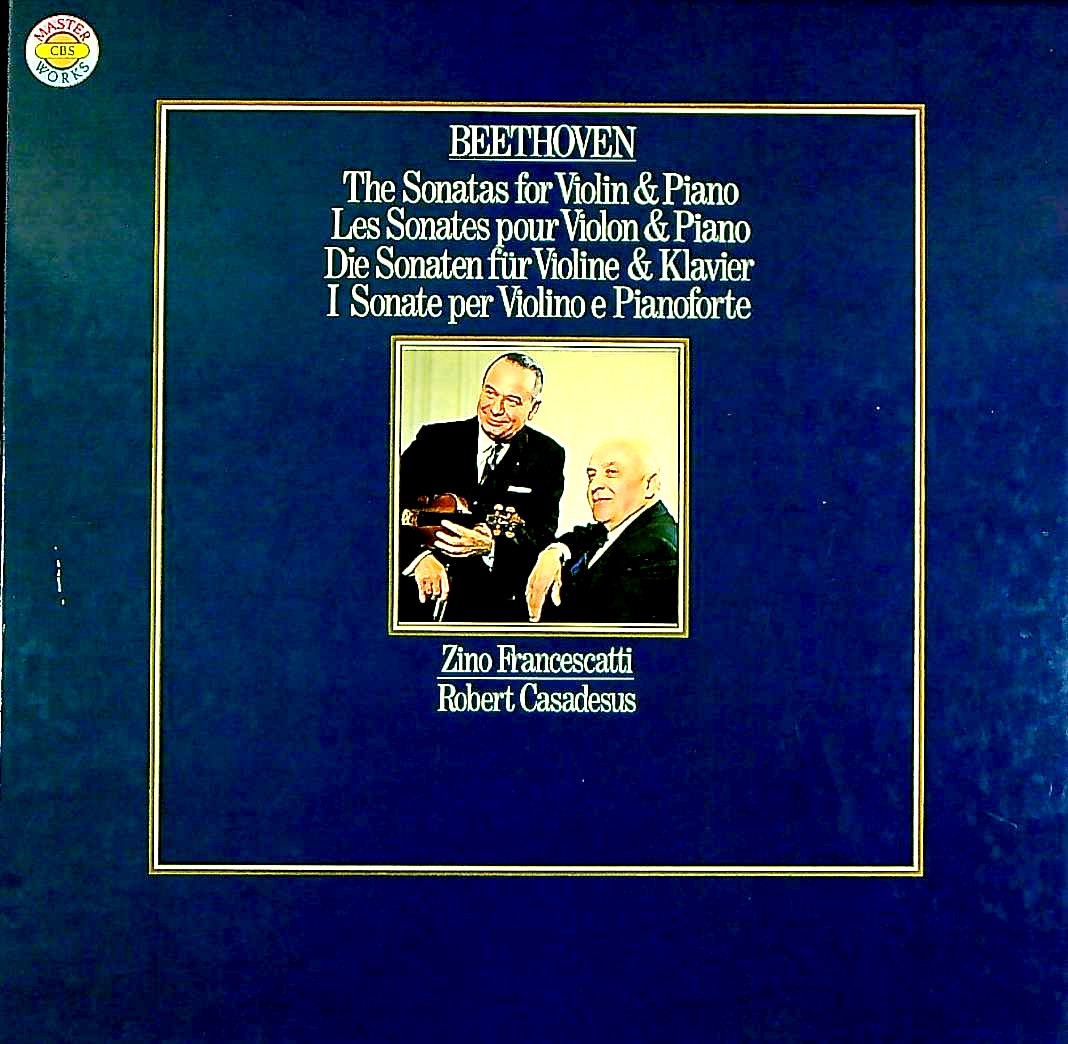 MASTER
CBS
WORKS
BEETHOVEN
The Sonatas for Violin & Piano
Les Sonates pour Violon & Piano
Die Sonaten für Violine & Klavier
I Sonate per Violino e Pianoforte
Zino Francescatti
Robert Casadesus